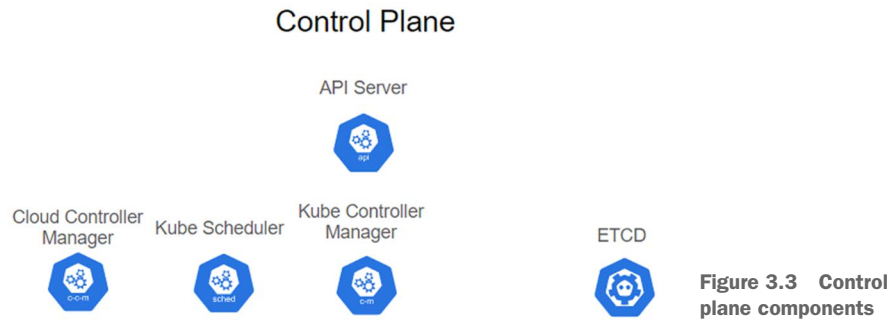 Control Plane
API Server
api
Cloud Controller
Manager
Kube Scheduler
Kube Controller
Manager
ETCD
c-c-m
sched
c-m
Figure 3.3 Control
plane components